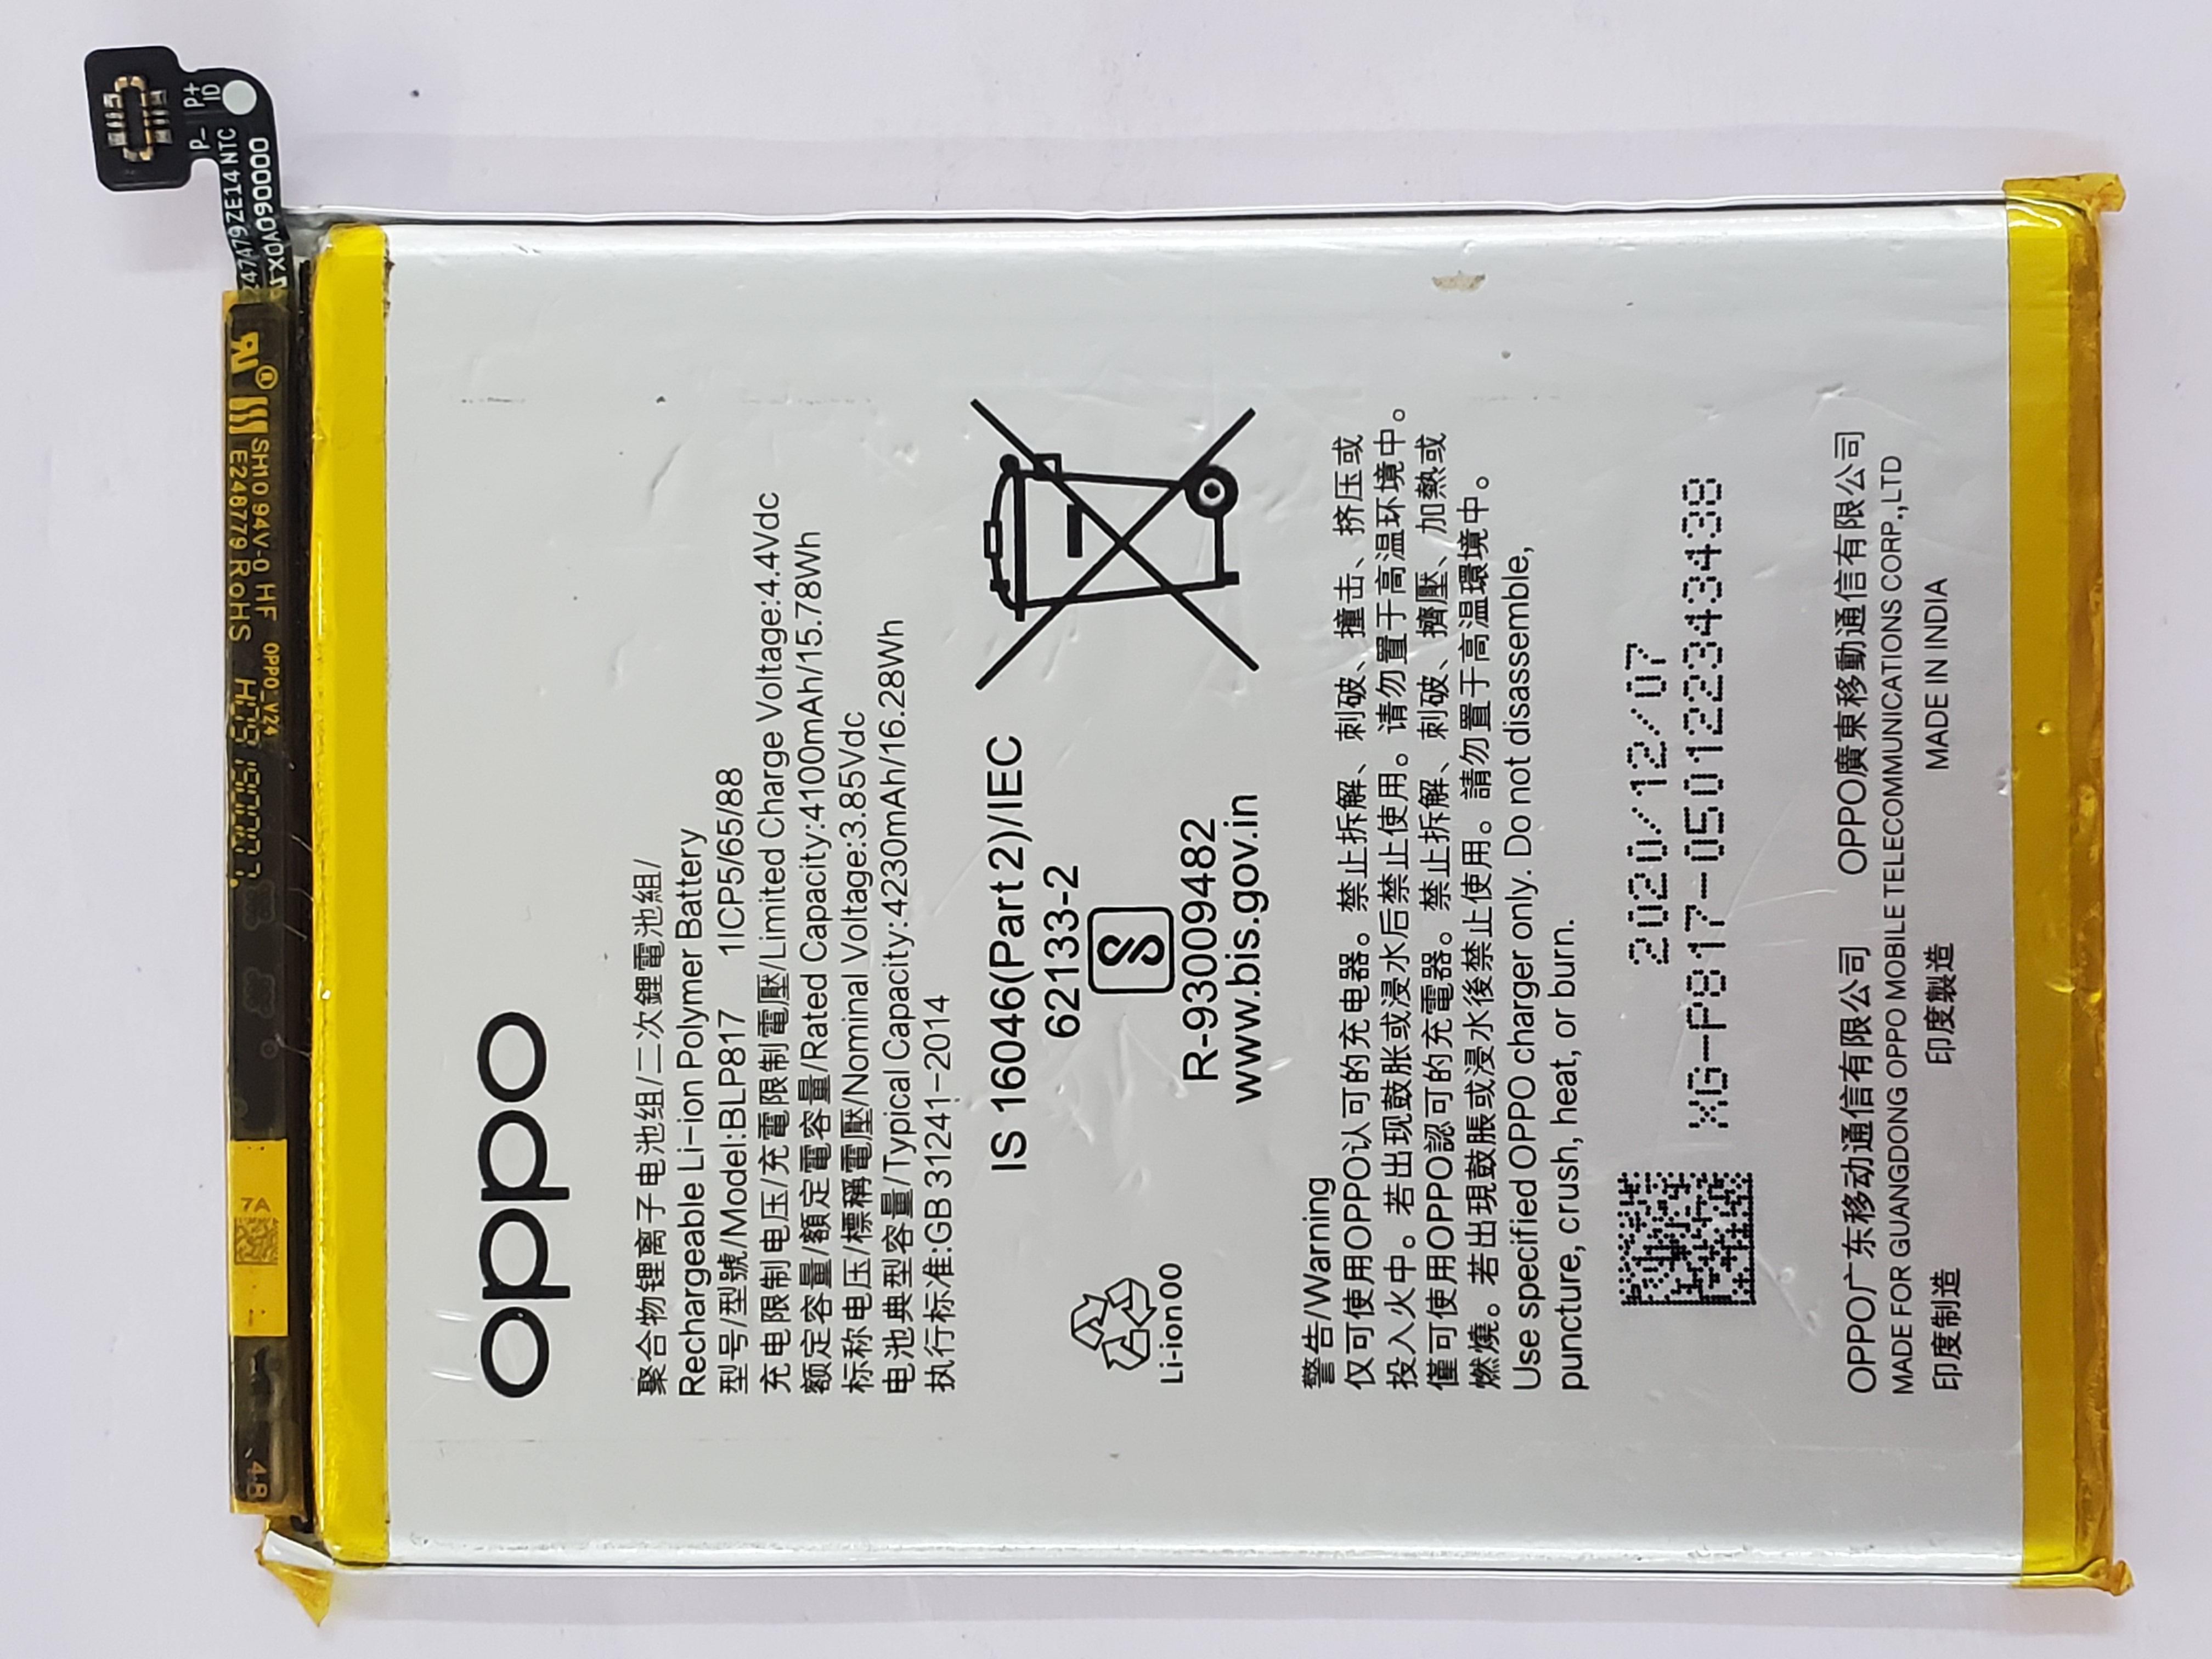 oppo
聚合物锂离子电池组/二次鋰電池組/
Rechargeable Li-ion Polymer Battery
型号/型號/Model:BLP817 1ICP5/65/88
充电限制电压/充電限制電壓/Limited Charge Voltage:4.4Vdc
额定容量/額定電容量/Rated Capacity:4100mAh/15.78Wh
标称电压/標稱電壓/Nominal Voltage:3.85Vdc
电池典型容量/Typical Capacity:4230mAh/16.28Wh
执行标准:GB 31241-2014
IS 16046(Part 2)/IEC
62133-2
R-93009482
www.bis.gov.in
Li-ion 00
警告/Warning
仅可使用OPPO认可的充电器。禁止拆解、刺破、撞击、挤压或
投入火中。若出现鼓胀或浸水后禁止使用。请勿置于高温环境中。
僅可使用OPPO認可的充電器。禁止拆解、刺破、擠壓、加熱或
燃燒。若出現鼓脹或浸水後禁止使用。請勿置于高温環境中。
Use specified OPPO charger only. Do not disassemble,
puncture, crush, heat, or burn.
2020/12/07
XG-P817-050122343438
OPPO广东移动通信有限公司 OPPO廣東移動通信有限公司
MADE FOR GUANGDONG OPPO MOBILE TELECOMMUNICATIONS CORP.,LTD
印度制造 印度製造 MADE IN INDIA
P- P+
NTC ID
SH10 94V-0 HF OPPO_V24
E248779 RoHS
7A